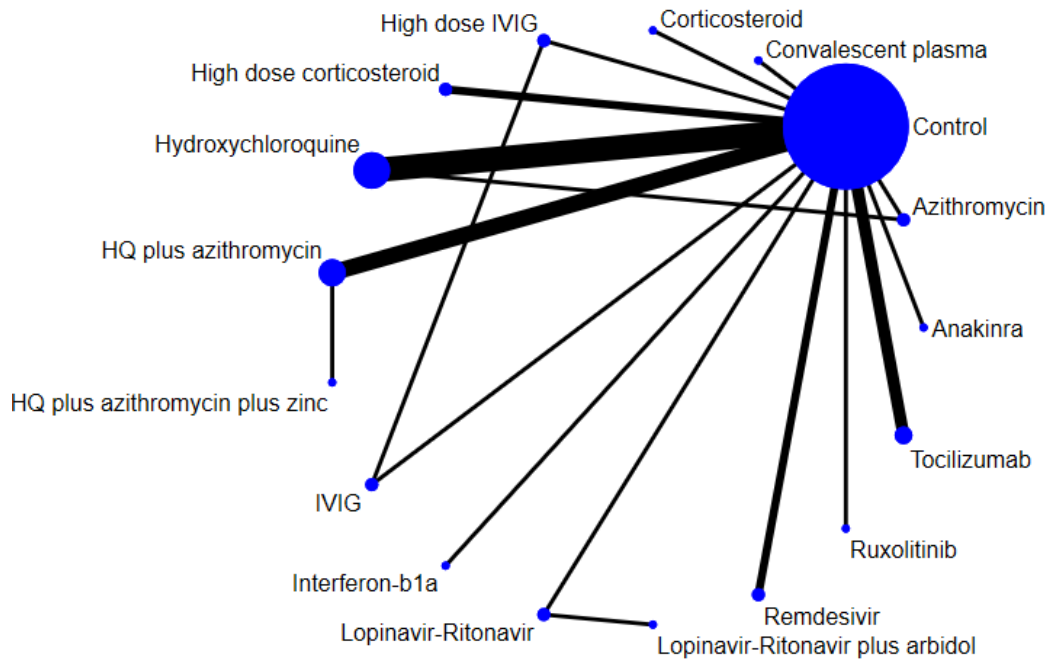 Corticosteroid
High dose IVIG
Convalescent plasma
High dose corticosteroid
Control
Hydroxychloroquine
Azithromycin
HQ plus azithromycin
Anakinra
HQ plus azithromycin plus zinc
Tocilizumab
IVIG
Ruxolitinib
Interferon-b1a
Remdesivir
Lopinavir-Ritonavir
Lopinavir-Ritonavir plus arbidol